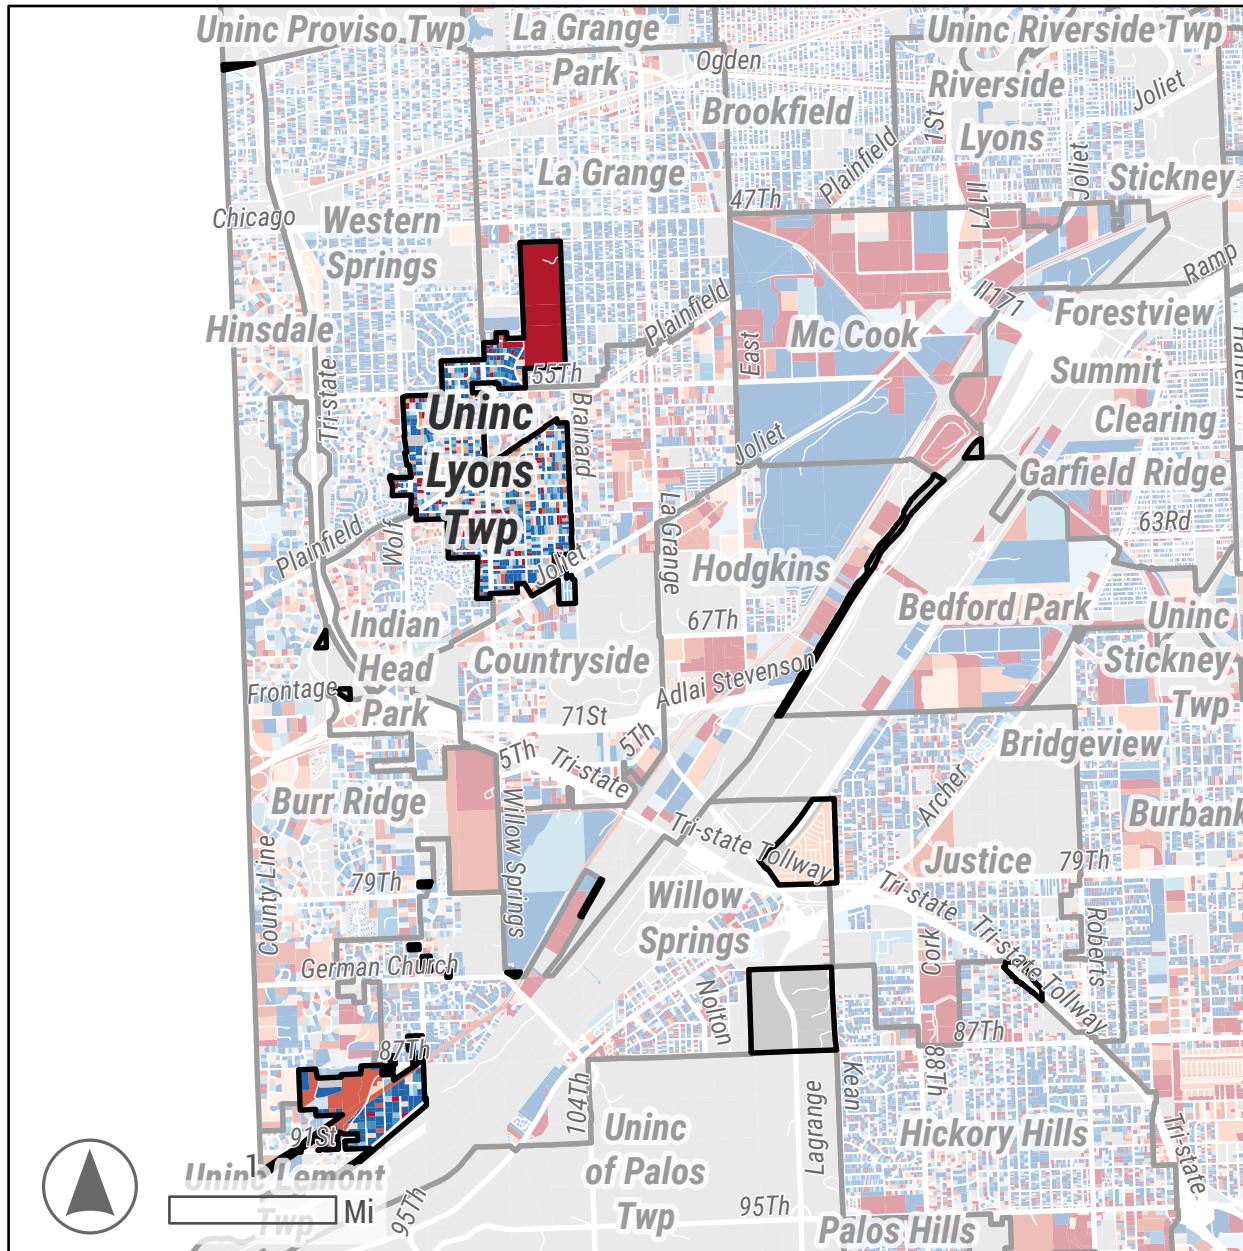 Uninc Proviso Twp
La Grange
Park
Uninc Riverside Twp
Ogden
Riverside
Joliet
Brookfield
1St
Lyons
Plainfield
Joliet
La Grange
Stickney
47Th
Il171
Chicago
Western
Springs
Ramp
Il171
Plainfield
Forestview
Hinsdale
Mc Cook
East
Summit
Harlem
Tri-state
55Th
Uninc
Lyons
Twp
Brainard
Clearing
Joliet
Garfield Ridge
63Rd
Plainfield
Wolf
La Grange
Joliet
Hodgkins
Bedford Park
Uninc
Stickney
Twp
67Th
Indian
Head
Park
Countryside
Frontage
Adlai Stevenson
71St
5Th
5Th
Tri-state
Bridgeview
Burr Ridge
Willow Springs
Archer
Burbank
Tri-state Tollway
Justice
79Th
79Th
County Line
Willow
Springs
Tri-state
Tri-state Tollway
Roberts
Cork
German Church
Nolton
87Th
87Th
88Th
Kean
Lagrange
104Th
91St
Uninc
of Palos
Twp
Hickory Hills
Tri-state
Uninc Lemont
Twp
1
Mi
95Th
95Th
Palos Hills